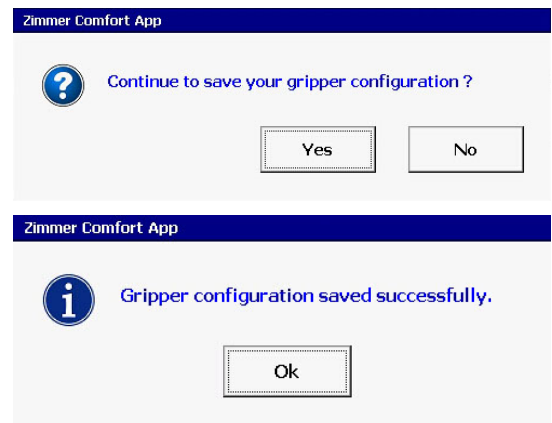 Zimmer Comfort App
Continue to save your gripper configuration ?
Yes No
Zimmer Comfort App
Gripper configuration saved successfully.
Ok